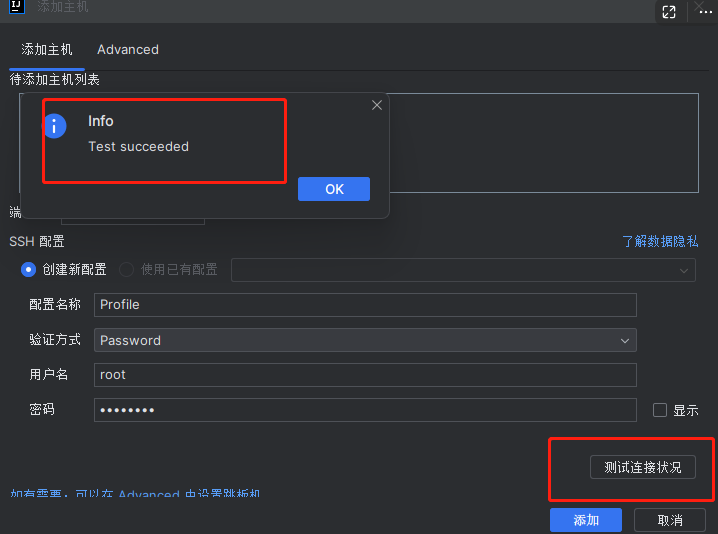 IJ
添加主机
添加主机 Advanced
待添加主机列表
Info
Test succeeded
OK
端
SSH 配置 了解数据隐私
创建新配置 使用已有配置
配置名称 Profile
验证方式 Password
用户名 root
密码 •••••••• 显示
测试连接状况
如有需要，可以在 Advanced 中设置跳板机
添加 取消